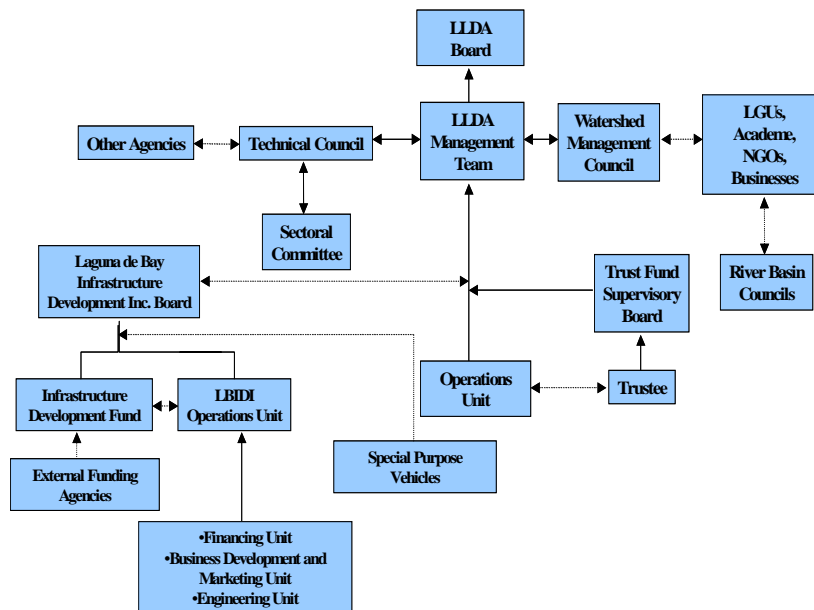 LLDA
Board
Other Agencies
Technical Council
LLDA
Management
Team
Watershed
Management
Council
LGUs,
Academe,
NGOs,
Businesses
Sectoral
Committee
Laguna de Bay
Infrastructure
Development Inc. Board
Trust Fund
Supervisory
Board
River Basin
Councils
Infrastructure
Development Fund
LBIDI
Operations Unit
Operations
Unit
Trustee
External Funding
Agencies
Special Purpose
Vehicles
•Financing Unit
•Business Development and
Marketing Unit
•Engineering Unit